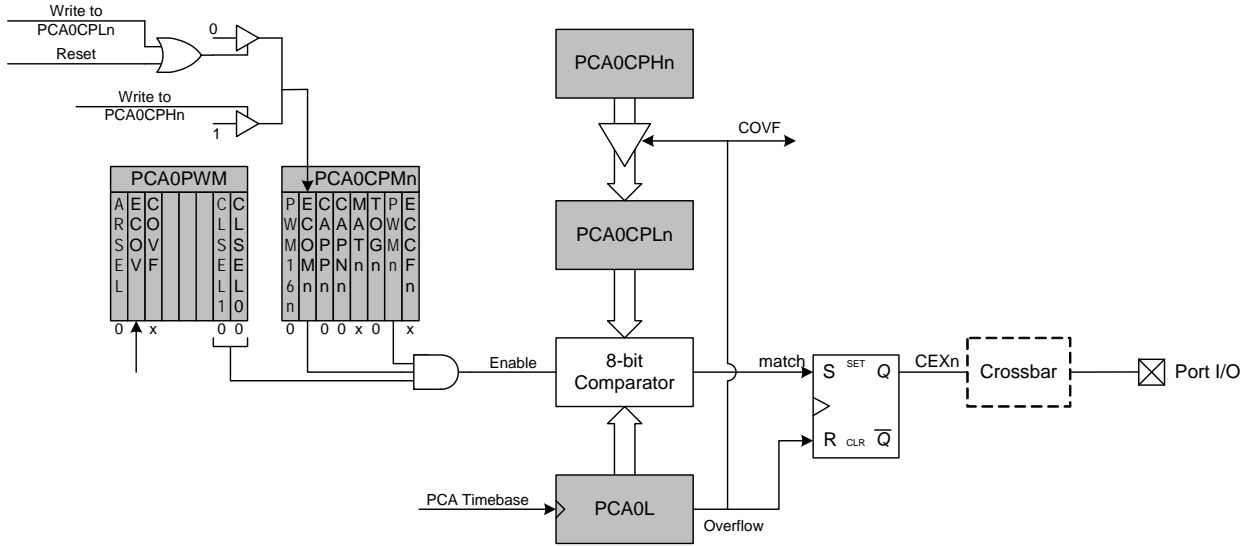 Write to
PCA0CPLn
Reset
0
Write to
PCA0CPHn
1
PCA0CPHn
COVF
PCA0PWM
ARSEL
ECOV
COVF
CLSEL1
CLSEL0
0 x 0 0
PCA0CPMn
PWM16n
ECOMn
CAPPn
CAPNn
MATn
TOGn
PWMn
ECCFn
0 0 0 x 0 x
PCA0CPLn
Enable
8-bit
Comparator
match
S SET Q
R CLR Q
CEXn
Crossbar
Port I/O
PCA Timebase
PCA0L
Overflow